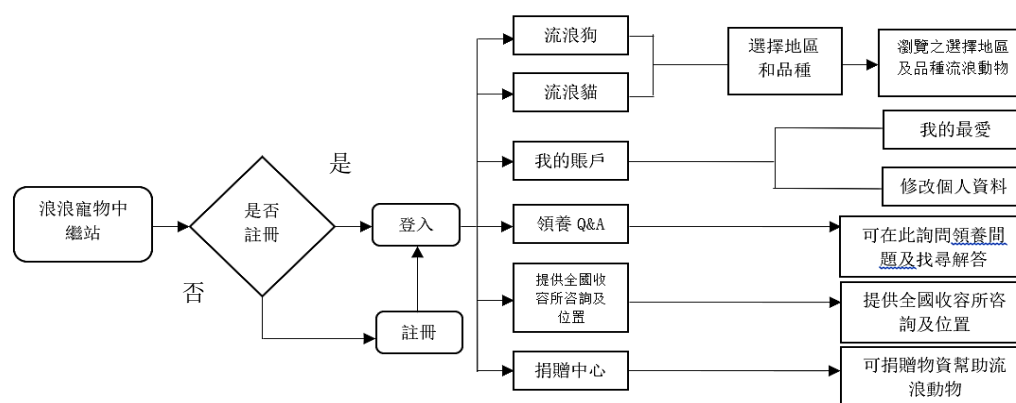 流浪狗
流浪貓
選擇地區
和品種
瀏覽之選擇地區
及品種流浪動物
我的最愛
我的賬戶
修改個人資料
是
浪浪寵物中
繼站
是否
註冊
登入
領養 Q&A
可在此詢問領養問
題及找尋解答
否
註冊
提供全國收
容所咨詢及
位置
提供全國收容所咨
詢及位置
捐贈中心
可捐贈物資幫助流
浪動物